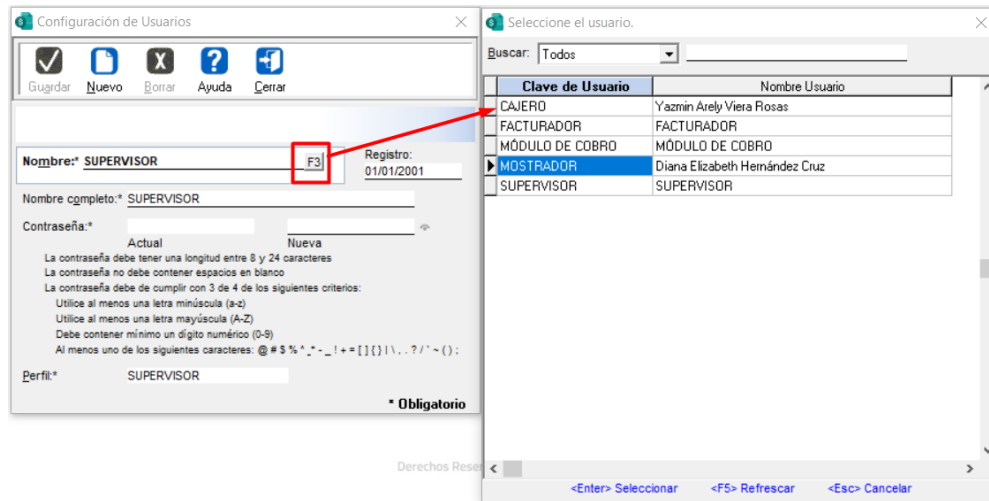 Configuración de Usuarios
Guardar Nuevo Borrar Ayuda Cerrar
Nombre:* SUPERVISOR F3
Registro:
01/01/2001
Nombre completo:* SUPERVISOR
Contraseña:*
Actual Nueva
La contraseña debe tener una longitud entre 8 y 24 caracteres
La contraseña no debe contener espacios en blanco
La contraseña debe de cumplir con 3 de 4 de los siguientes criterios:
Utilice al menos una letra minúscula (a-z)
Utilice al menos una letra mayúscula (A-Z)
Debe contener mínimo un dígito numérico (0-9)
Al menos uno de los siguientes caracteres: @ # $ % ^ ,* - _ ! + = [ ] { } | \ , . ? / ` ~ ( ) ;
Perfil:* SUPERVISOR
* Obligatorio
Derechos Rese
Seleccione el usuario.
Buscar: Todos
Clave de Usuario Nombre Usuario
CAJERO Yazmin Arely Viera Rosas
FACTURADOR FACTURADOR
MÓDULO DE COBRO MÓDULO DE COBRO
MOSTRADOR Diana Elizabeth Hernández Cruz
SUPERVISOR SUPERVISOR
<Enter> Seleccionar <F5> Refrescar <Esc> Cancelar